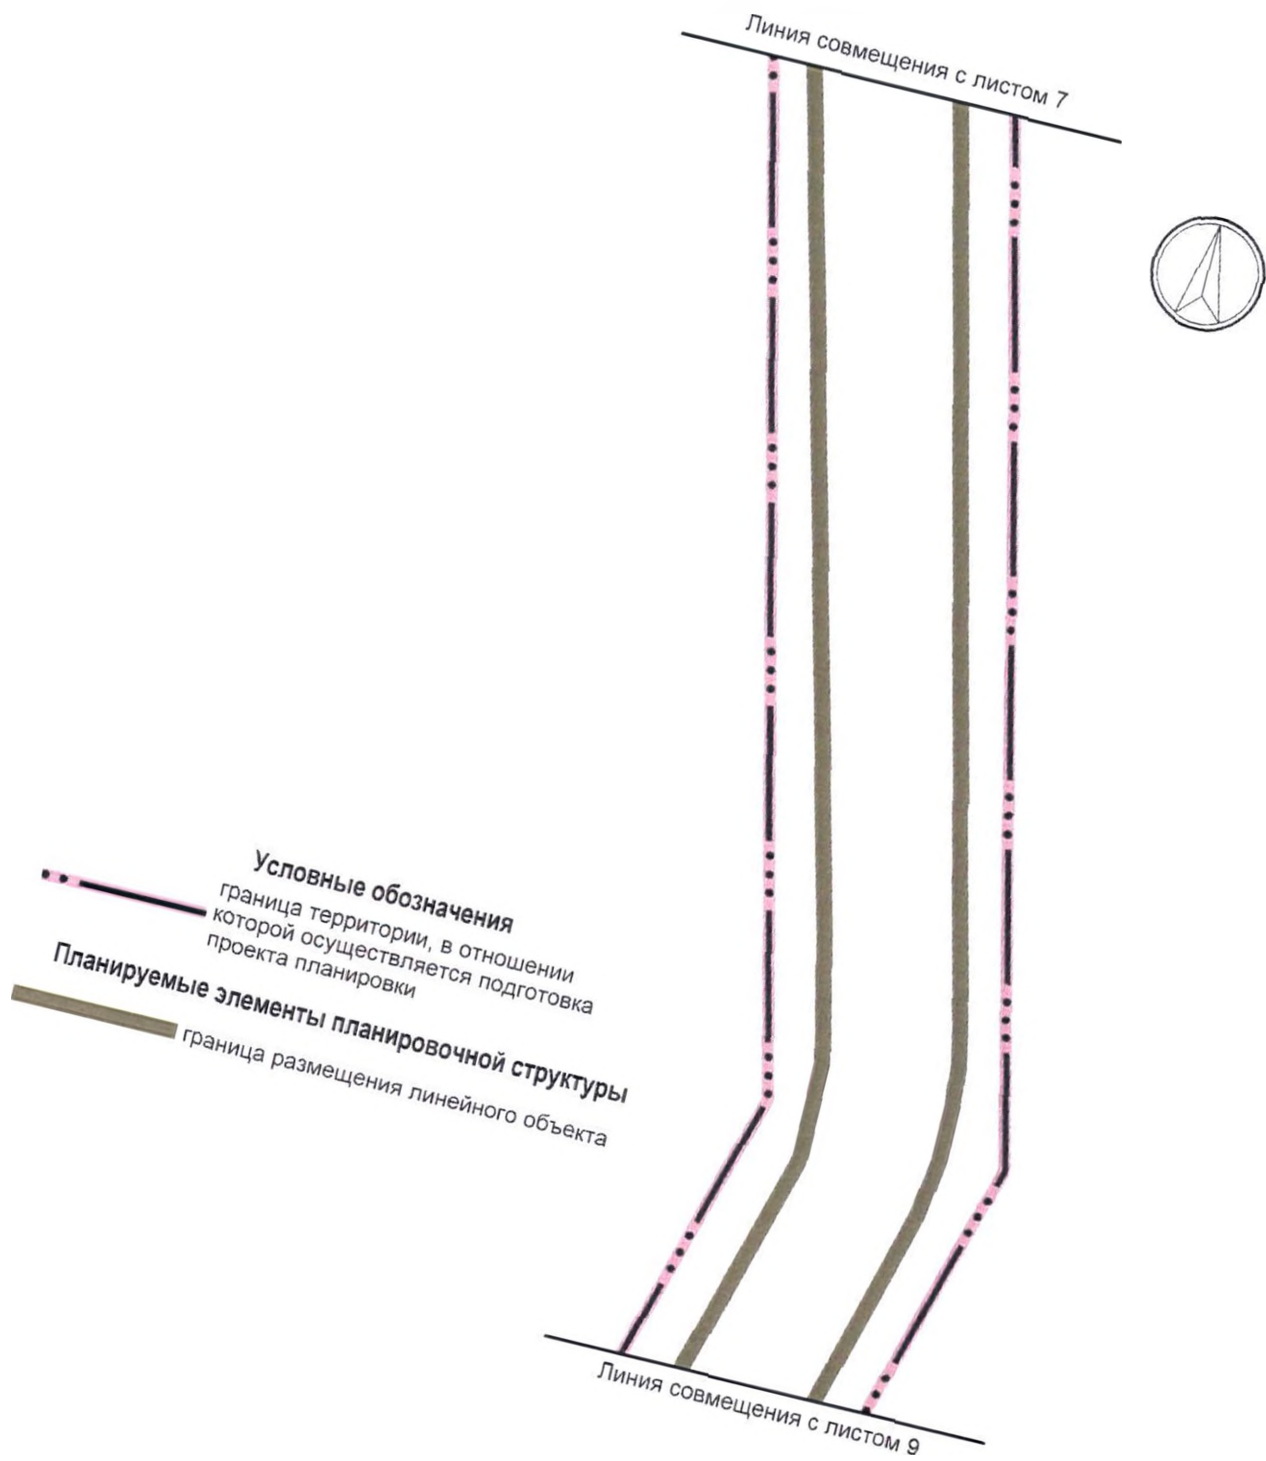 Линия совмещения с листом 7
Условные обозначения
граница территории, в отношении
которой осуществляется подготовка
проекта планировки
Планируемые элементы планировочной структуры
граница размещения линейного объекта
Линия совмещения с листом 9